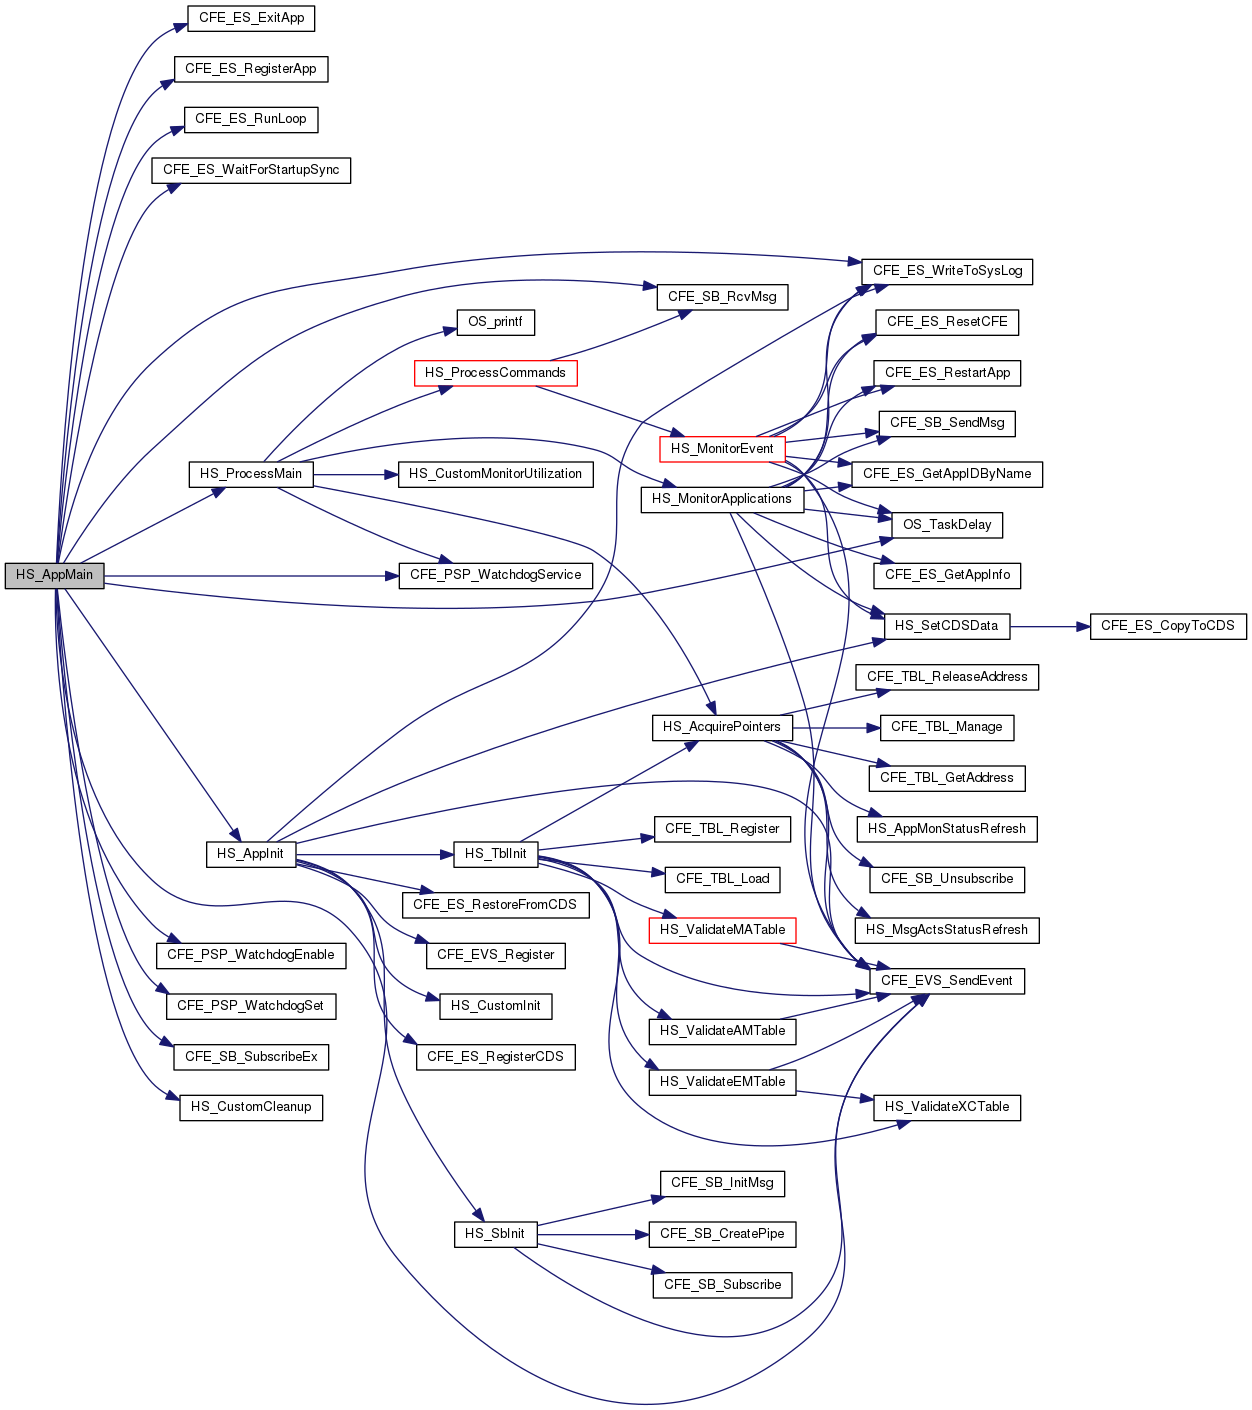 CFE_ES_ExitApp
CFE_ES_RegisterApp
CFE_ES_RunLoop
CFE_ES_WaitForStartupSync
CFE_ES_WriteToSysLog
CFE_SB_RcvMsg
OS_printf
CFE_ES_ResetCFE
HS_ProcessCommands
CFE_ES_RestartApp
CFE_SB_SendMsg
HS_MonitorEvent
HS_ProcessMain
HS_CustomMonitorUtilization
CFE_ES_GetAppIDByName
HS_MonitorApplications
OS_TaskDelay
HS_AppMain
CFE_PSP_WatchdogService
CFE_ES_GetAppInfo
HS_SetCDSData
CFE_ES_CopyToCDS
CFE_TBL_ReleaseAddress
HS_AcquirePointers
CFE_TBL_Manage
CFE_TBL_GetAddress
CFE_TBL_Register
HS_AppMonStatusRefresh
HS_AppInit
HS_TblInit
CFE_TBL_Load
CFE_SB_Unsubscribe
CFE_ES_RestoreFromCDS
HS_ValidateMATable
HS_MsgActsStatusRefresh
CFE_PSP_WatchdogEnable
CFE_EVS_Register
CFE_EVS_SendEvent
CFE_PSP_WatchdogSet
HS_CustomInit
HS_ValidateAMTable
CFE_SB_SubscribeEx
CFE_ES_RegisterCDS
HS_ValidateEMTable
HS_CustomCleanup
HS_ValidateXCTable
CFE_SB_InitMsg
HS_SbInit
CFE_SB_CreatePipe
CFE_SB_Subscribe